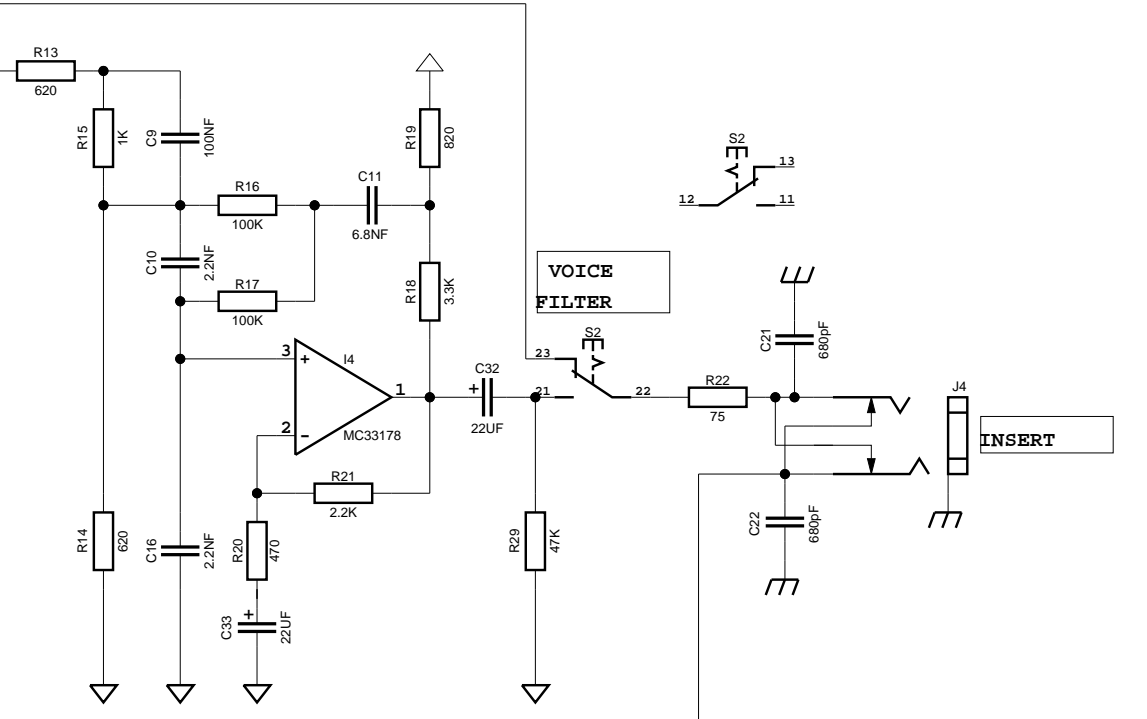 R13
620
R15
1K
C9
100NF
R19
820
R16
100K
C11
6.8NF
C10
2.2NF
R17
100K
R18
3.3K
S2
13
12
11
VOICE
FILTER
S2
23
21
22
3
+
I4
1
2
-
MC33178
C32
+
22UF
R22
75
C21
680pF
J4
INSERT
R21
2.2K
R14
620
C16
2.2NF
R20
470
R29
47K
C22
680pF
+
C33
22UF